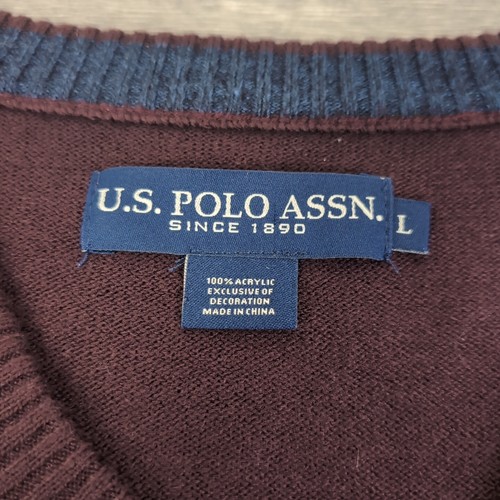 U.S. POLO ASSN.
SINCE 1890
L
100% ACRYLIC
EXCLUSIVE OF
DECORATION
MADE IN CHINA